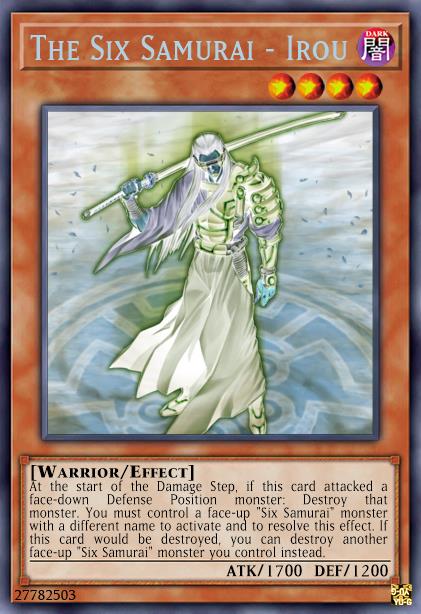 The Six Samurai - Irou
DARK
闇
[Warrior/Effect]
At the start of the Damage Step, if this card attacked a
face-down Defense Position monster: Destroy that
monster. You must control a face-up "Six Samurai" monster
with a different name to activate and to resolve this effect. If
this card would be destroyed, you can destroy another
face-up "Six Samurai" monster you control instead.
ATK/1700 DEF/1200
27782503